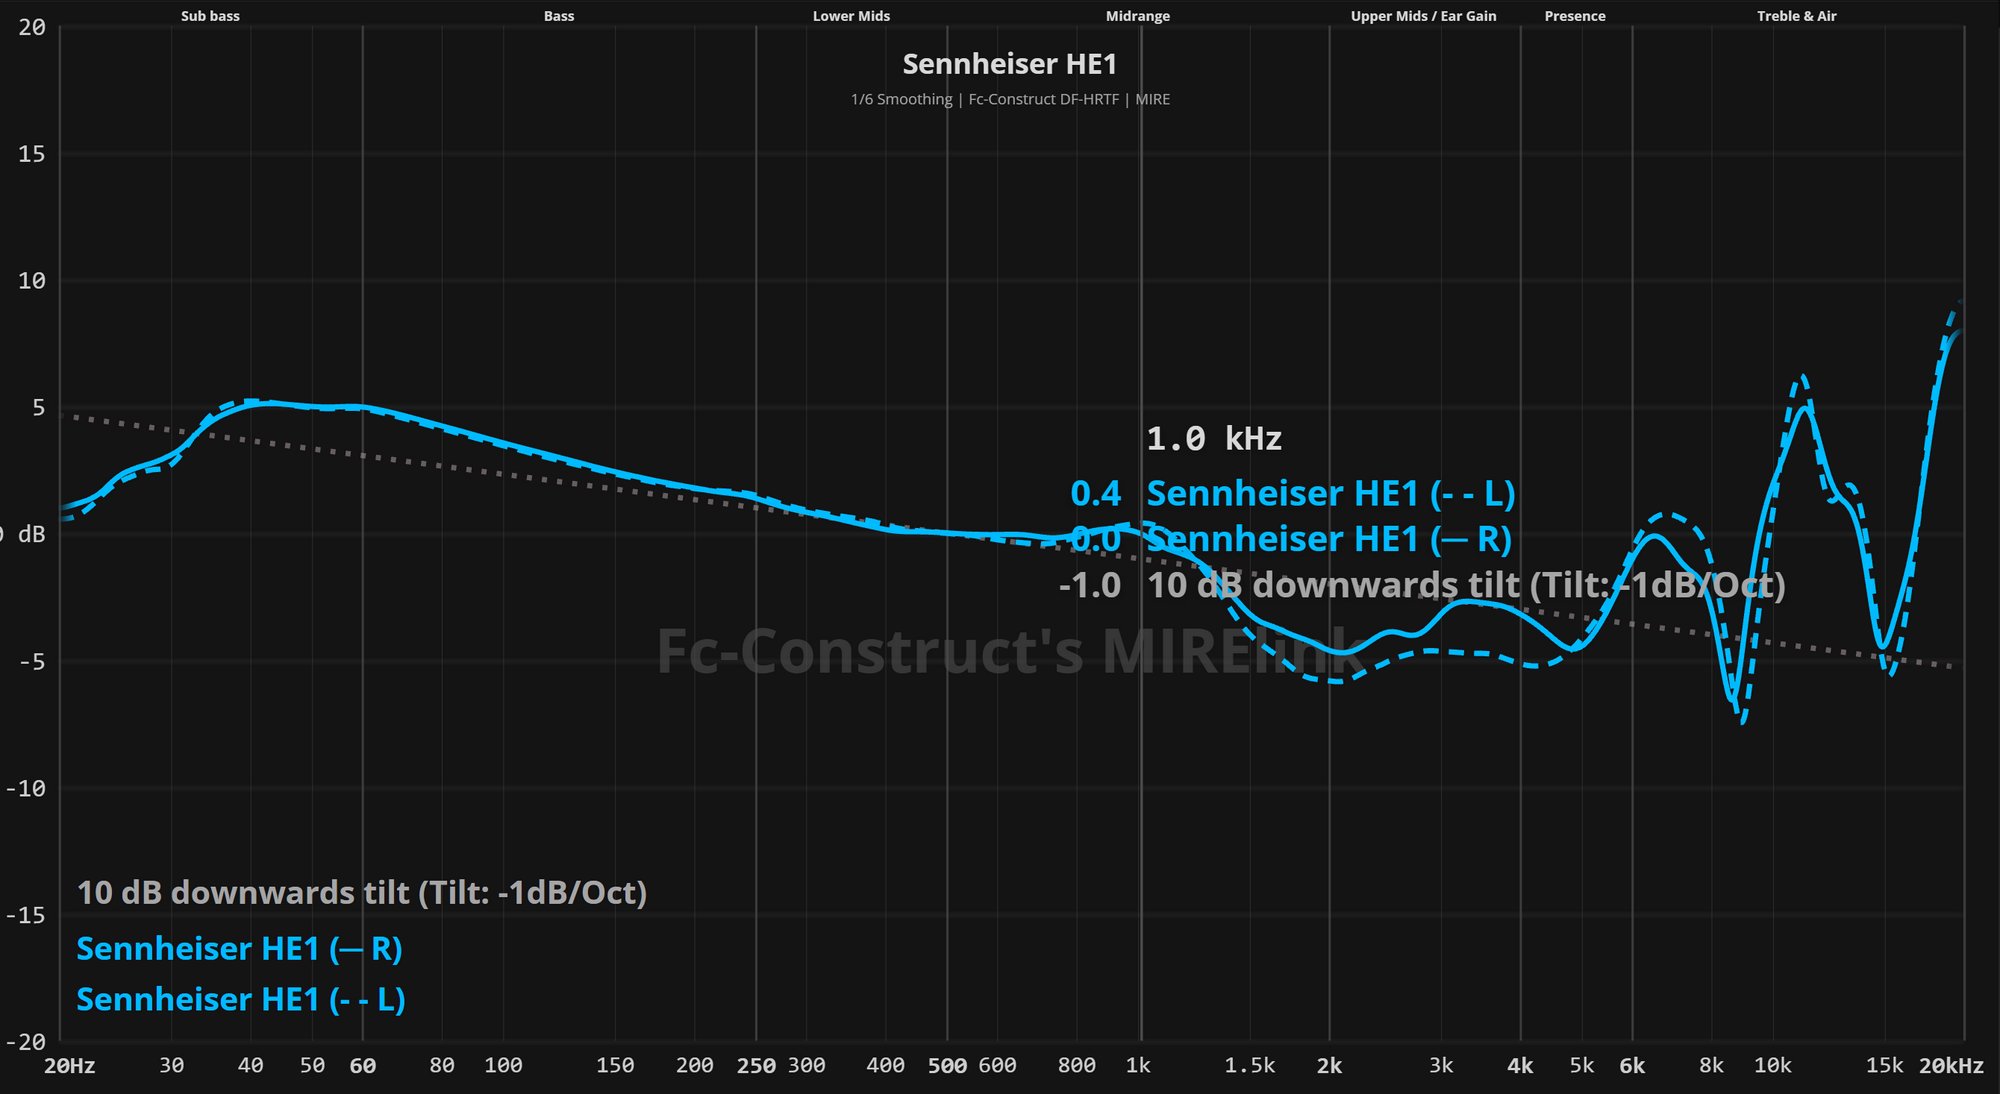 Sub bass Bass Lower Mids Midrange Upper Mids / Ear Gain Presence Treble & Air
20
Sennheiser HE1
1/6 Smoothing | Fc-Construct DF-HRTF | MIRE
15
10
5
1.0 kHz
0.4 Sennheiser HE1 (- - L)
0 dB
0.0 Sennheiser HE1 (─ R)
-1.0 10 dB downwards tilt (Tilt: -1dB/Oct)
Fc-Construct's MIRElink
-5
-10
10 dB downwards tilt (Tilt: -1dB/Oct)
-15
Sennheiser HE1 (─ R)
Sennheiser HE1 (- - L)
-20
20Hz 30 40 50 60 80 100 150 200 250 300 400 500 600 800 1k 1.5k 2k 3k 4k 5k 6k 8k 10k 15k 20kHz